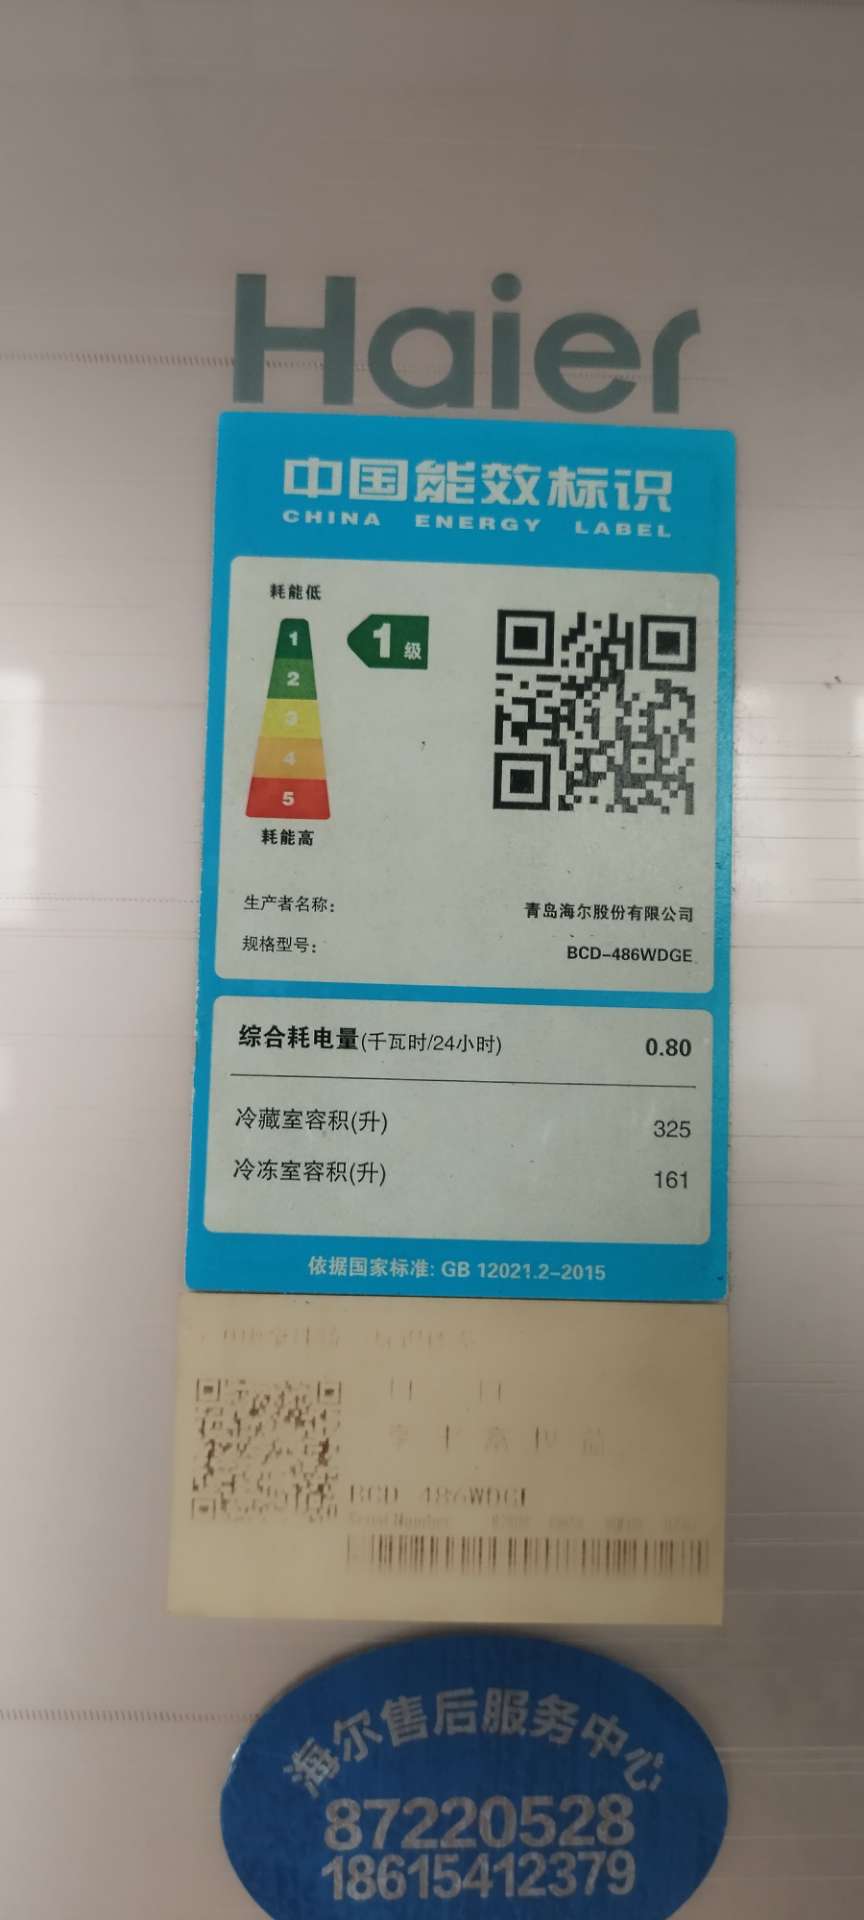 Haier
中国能效标识
CHINA ENERGY LABEL
耗能低
1
1级
2
3
4
5
耗能高
生产者名称: 青岛海尔股份有限公司
规格型号: BCD-486WDGE
综合耗电量(千瓦时/24小时) 0.80
冷藏室容积(升) 325
冷冻室容积(升) 161
依据国家标准: GB 12021.2-2015
BCD 486WDGE
Serial Number
海尔售后服务中心
87220528
18615412379